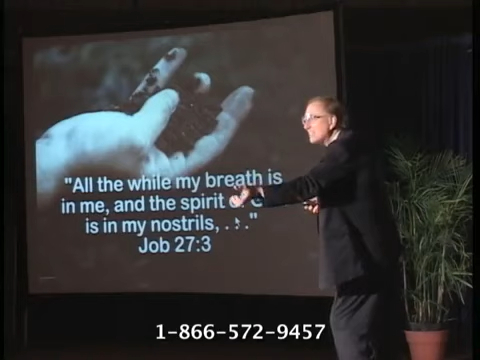 "All the while my breath is
in me, and the spirit
is in my nostrils, . . ."
Job 27:3
1-866-572-9457